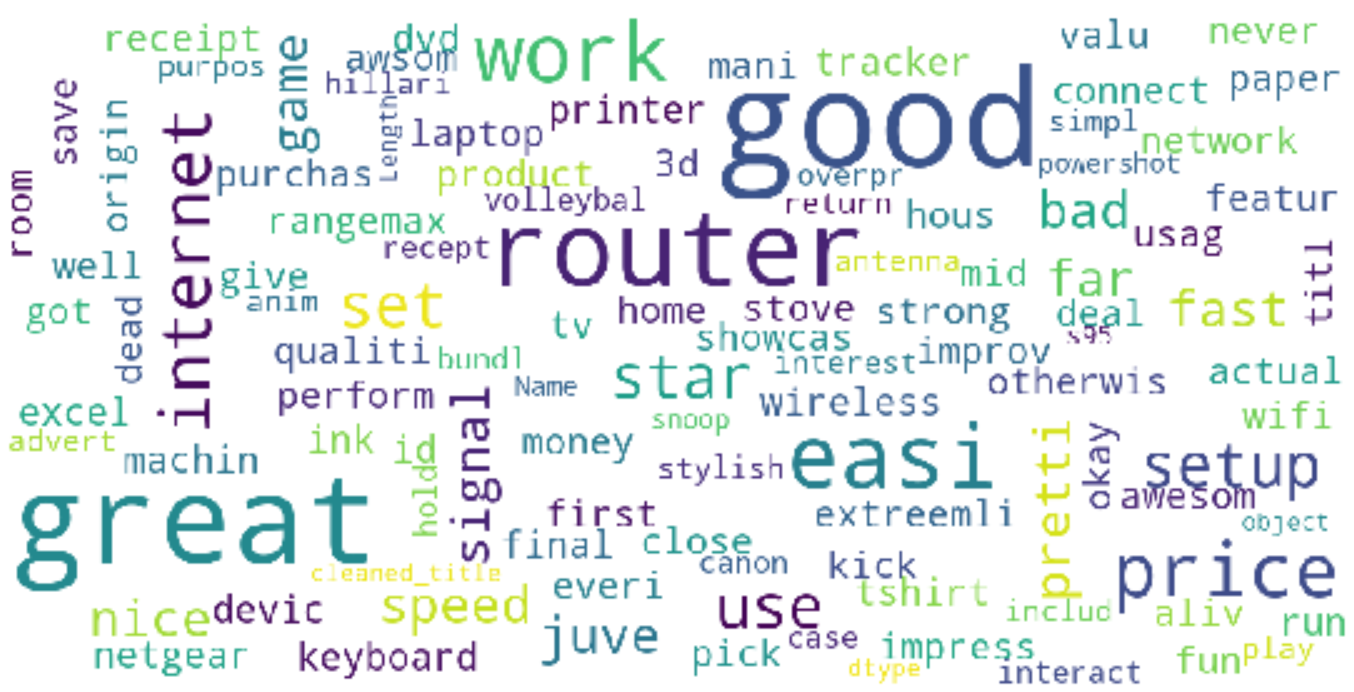 receipt
purpos
game
awsom
dvd
hillari
work
mani
tracker
valu
never
save
origin
internet
purchas
Length
laptop
printer
product
3d
good
connect
paper
simpl
network
powershot
overpr
room
rangemax
volleybal
recept
router
return
hous
bad
featur
usag
well
give
anim
set
antenna
mid
far
titl
got
dead
tv
home
stove
strong
deal
fast
s95
qualiti
bundl
showcas
interest
improv
star
Name
otherwis
actual
excel
perform
signal
snoop
wireless
wifi
advert
machin
ink
id
hold
money
stylish
easi
pretti
okay
setup
awesom
great
first
extreemli
object
final
close
canon
kick
price
cleaned_title
everi
nice
devic
speed
use
tshirt
includ
aliv
run
netgear
keyboard
juve
pick
case
impress
dtype
interact
fun
play